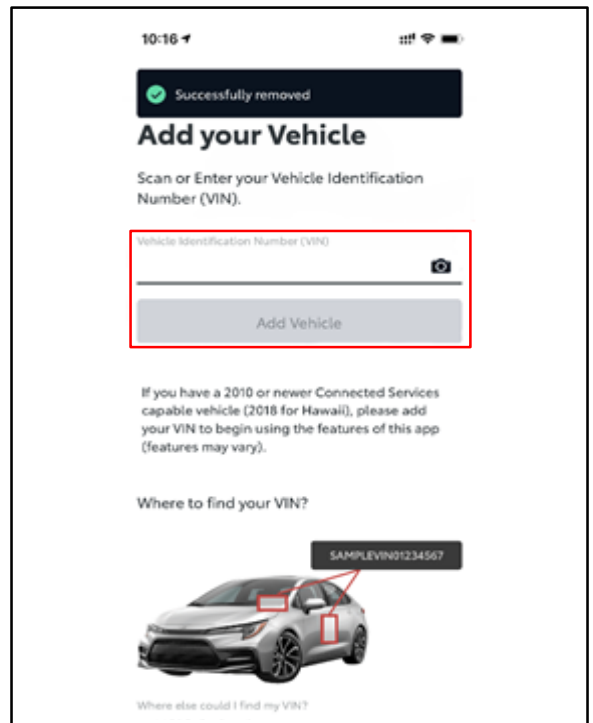 10:16
Successfully removed
Add your Vehicle
Scan or Enter your Vehicle Identification
Number (VIN).
Vehicle Identification Number (VIN)
Add Vehicle
If you have a 2010 or newer Connected Services
capable vehicle (2018 for Hawaii), please add
your VIN to begin using the features of this app
(features may vary).
Where to find your VIN?
SAMPLEVIN01234567
Where else could I find my VIN?